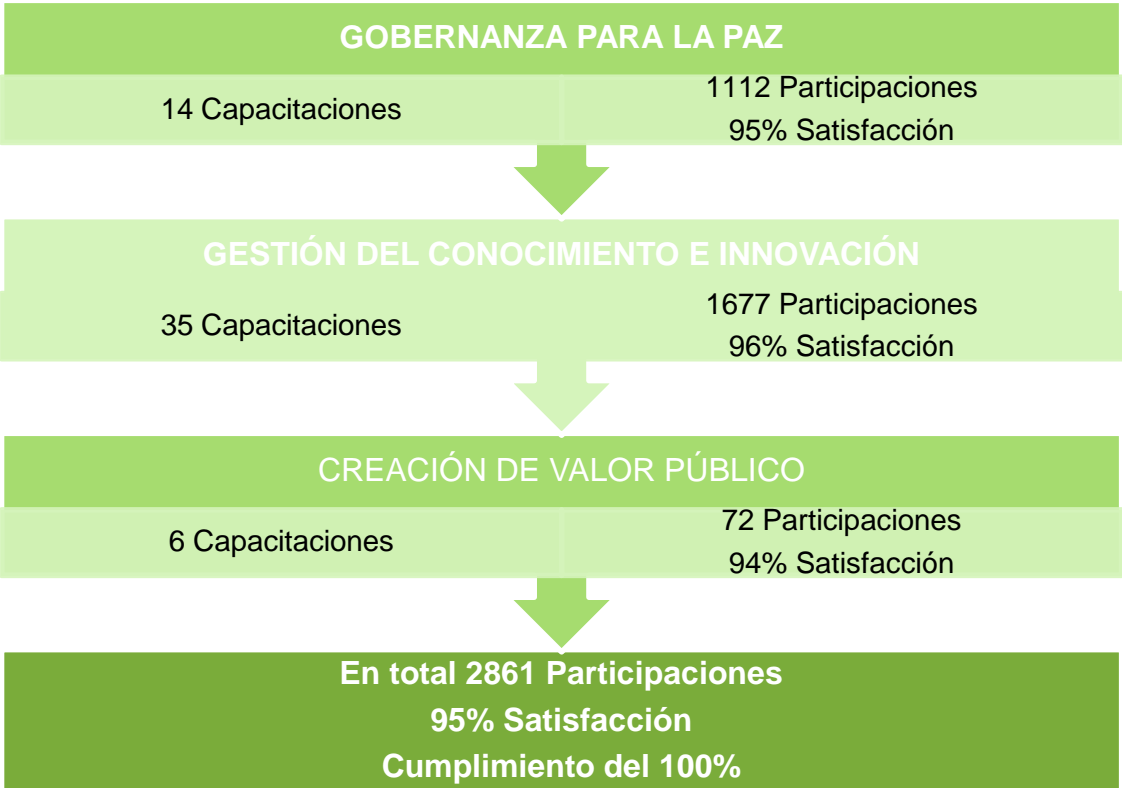 GOBERNANZA PARA LA PAZ
14 Capacitaciones
1112 Participaciones
95% Satisfacción
GESTIÓN DEL CONOCIMIENTO E INNOVACIÓN
35 Capacitaciones
1677 Participaciones
96% Satisfacción
CREACIÓN DE VALOR PÚBLICO
6 Capacitaciones
72 Participaciones
94% Satisfacción
En total 2861 Participaciones
95% Satisfacción
Cumplimiento del 100%